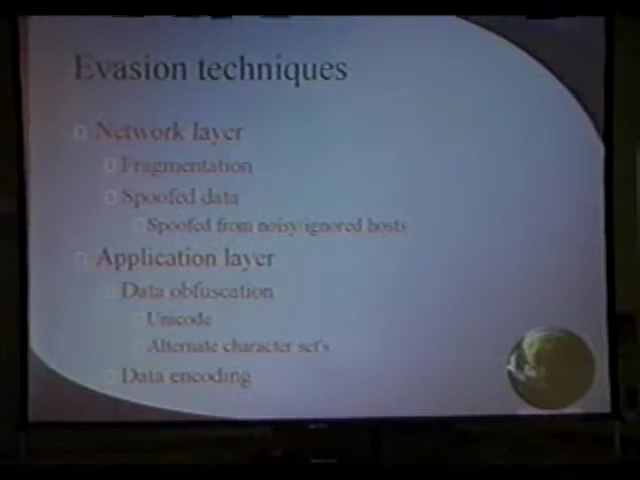 Evasion techniques
Network layer
Fragmentation
Spoofed data
Spoofed from noisy/ignored hosts
Application layer
Data obfuscation
Unicode
Alternate character set's
Data encoding